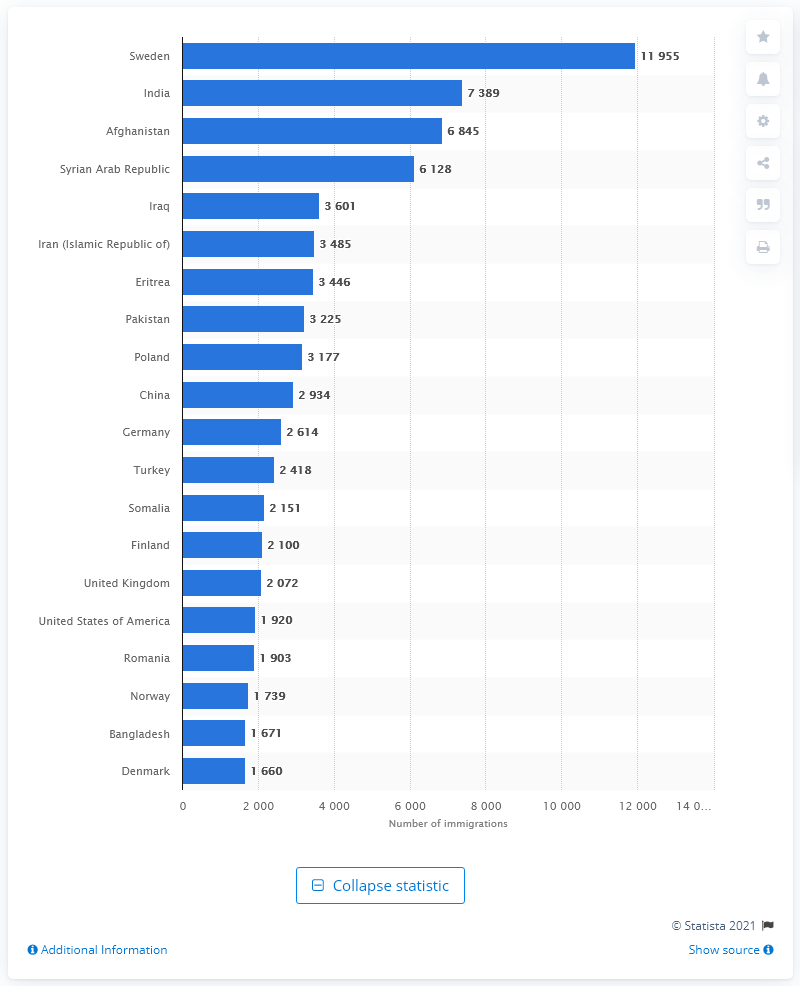 Sweden 11 955
India 7 389
Afghanistan 6 845
Syrian Arab Republic 6 128
Iraq 3 601
Iran (Islamic Republic of) 3 485
Eritrea 3 446
Pakistan 3 225
Poland 3 177
China 2 934
Germany 2 614
Turkey 2 418
Somalia 2 151
Finland 2 100
United Kingdom 2 072
United States of America 1 920
Romania 1 903
Norway 1 739
Bangladesh 1 671
Denmark 1 660
0 2 000 4 000 6 000 8 000 10 000 12 000 14 0...
Number of immigrations
Collapse statistic
© Statista 2021
Additional Information Show source